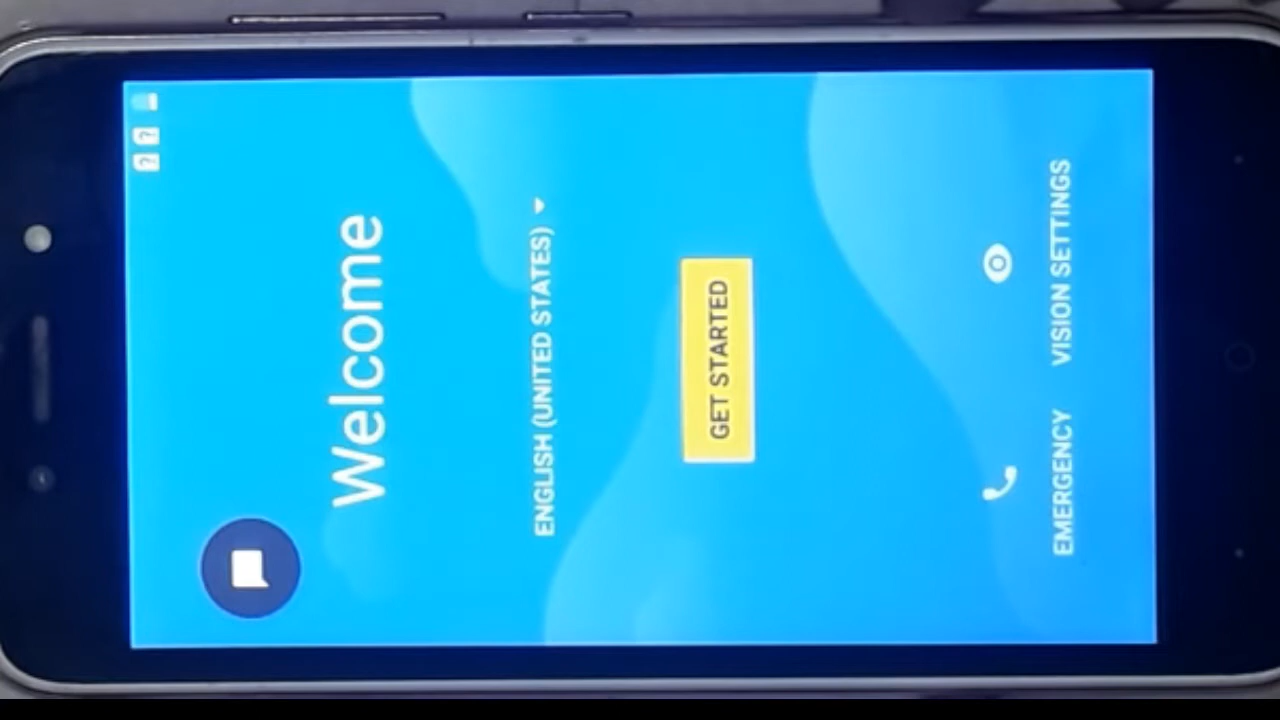 Welcome
ENGLISH (UNITED STATES)
GET STARTED
EMERGENCY
VISION SETTINGS